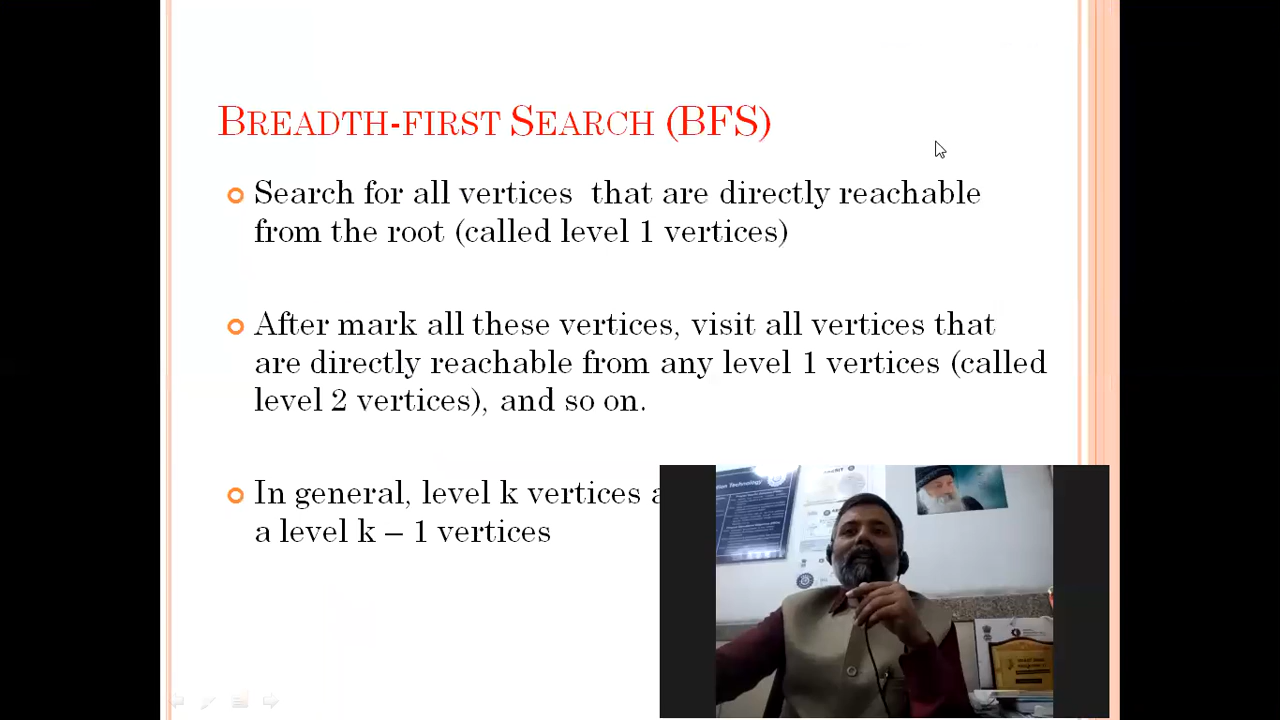 BREADTH-FIRST SEARCH (BFS)
Search for all vertices that are directly reachable
from the root (called level 1 vertices)
After mark all these vertices, visit all vertices that
are directly reachable from any level 1 vertices (called
level 2 vertices), and so on.
In general, level k vertices a
a level k – 1 vertices
Technology